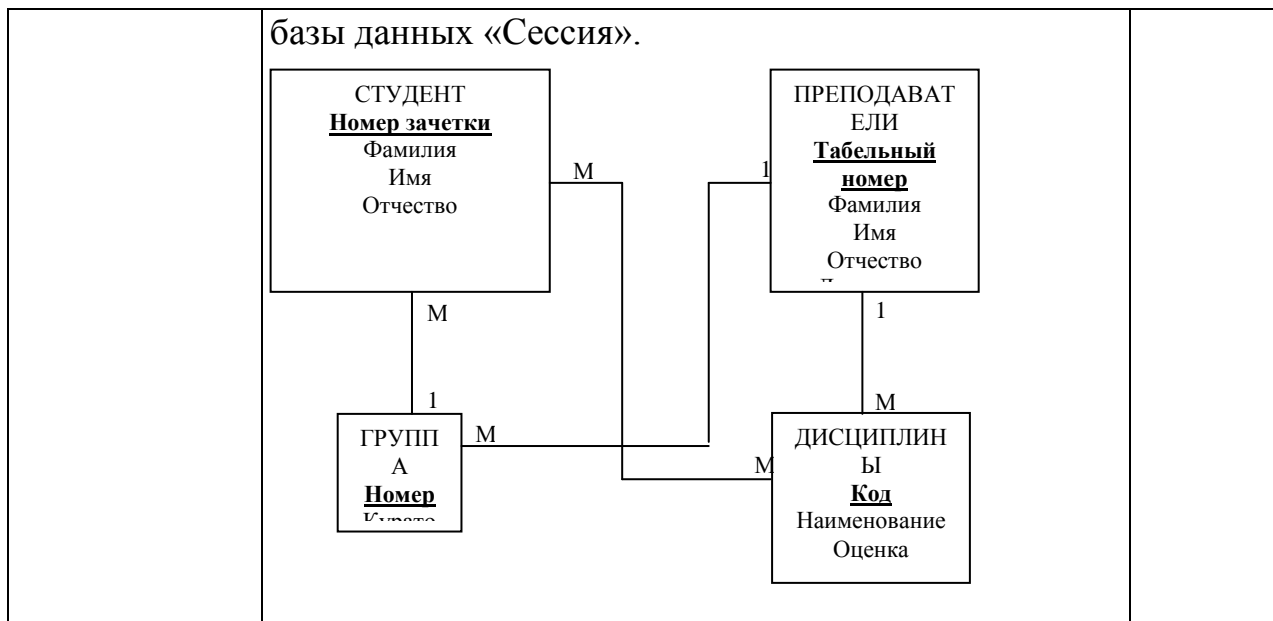 базы данных «Сессия».
СТУДЕНТ
Номер зачетки
Фамилия
Имя
Отчество
ПРЕПОДАВАТ
ЕЛИ
Табельный
номер
Фамилия
Имя
Отчество
М
1
М
1
1
М
М
М
ГРУПП
А
Номер
ДИСЦИПЛИН
Ы
Код
Наименование
Оценка